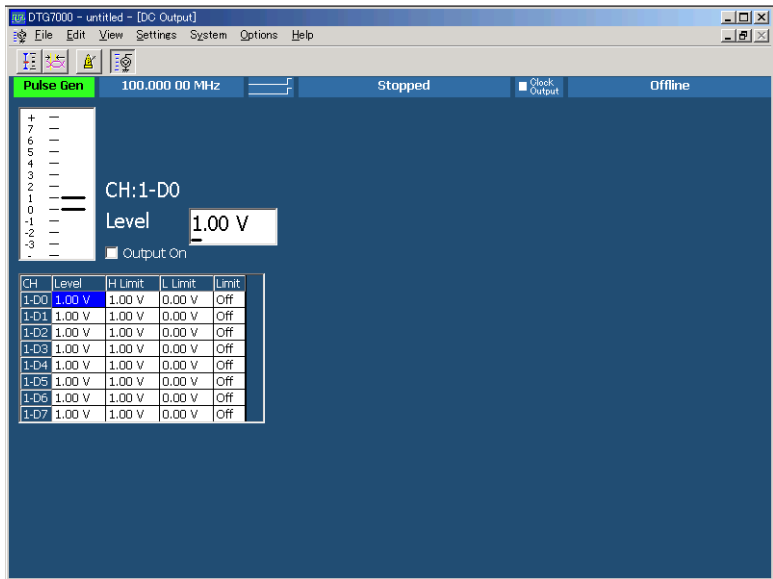 DTG7000 - untitled - [DC Output]
File Edit View Settings System Options Help
Pulse Gen 100.000 00 MHz Stopped Clock Output Offline
+
7
6
5
4
3
2
1
0
-1
-2
-3
-
CH:1-D0
Level 1.00 V
Output On
CH Level H Limit L Limit Limit
1-D0 1.00 V 1.00 V 0.00 V Off
1-D1 1.00 V 1.00 V 0.00 V Off
1-D2 1.00 V 1.00 V 0.00 V Off
1-D3 1.00 V 1.00 V 0.00 V Off
1-D4 1.00 V 1.00 V 0.00 V Off
1-D5 1.00 V 1.00 V 0.00 V Off
1-D6 1.00 V 1.00 V 0.00 V Off
1-D7 1.00 V 1.00 V 0.00 V Off